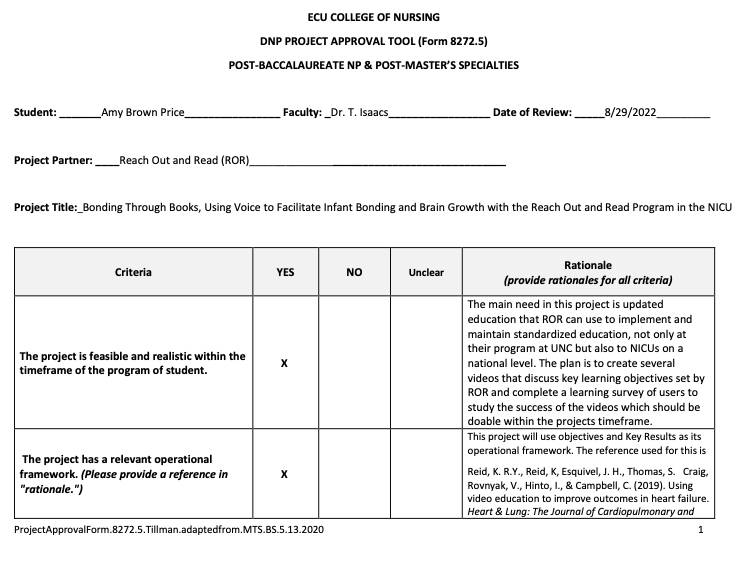 ECU COLLEGE OF NURSING
DNP PROJECT APPROVAL TOOL (Form 8272.5)
POST-BACCALAUREATE NP & POST-MASTER'S SPECIALTIES
Student: _______Amy Brown Price________________ Faculty: _Dr. T. Isaacs_________________ Date of Review: _____8/29/2022_________
Project Partner: ____Reach Out and Read (ROR)___________________________________________
Project Title:_Bonding Through Books, Using Voice to Facilitate Infant Bonding and Brain Growth with the Reach Out and Read Program in the NICU
Criteria YES NO Unclear Rationale
(provide rationales for all criteria)
The project is feasible and realistic within the
timeframe of the program of student.
X
The main need in this project is updated
education that ROR can use to implement and
maintain standardized education, not only at
their program at UNC but also to NICUs on a
national level. The plan is to create several
videos that discuss key learning objectives set by
ROR and complete a learning survey of users to
study the success of the videos which should be
doable within the projects timeframe.
The project has a relevant operational
framework. (Please provide a reference in
"rationale.")
X
This project will use objectives and Key Results as its
operational framework. The reference used for this is
Reid, K. R.Y., Reid, K, Esquivel, J. H., Thomas, S. Craig,
Rovnyak, V., Hinto, I., & Campbell, C. (2019). Using
video education to improve outcomes in heart failure.
Heart & Lung: The Journal of Cardiopulmonary and
ProjectApprovalForm.8272.5.Tillman.adaptedfrom.MTS.BS.5.13.2020 1